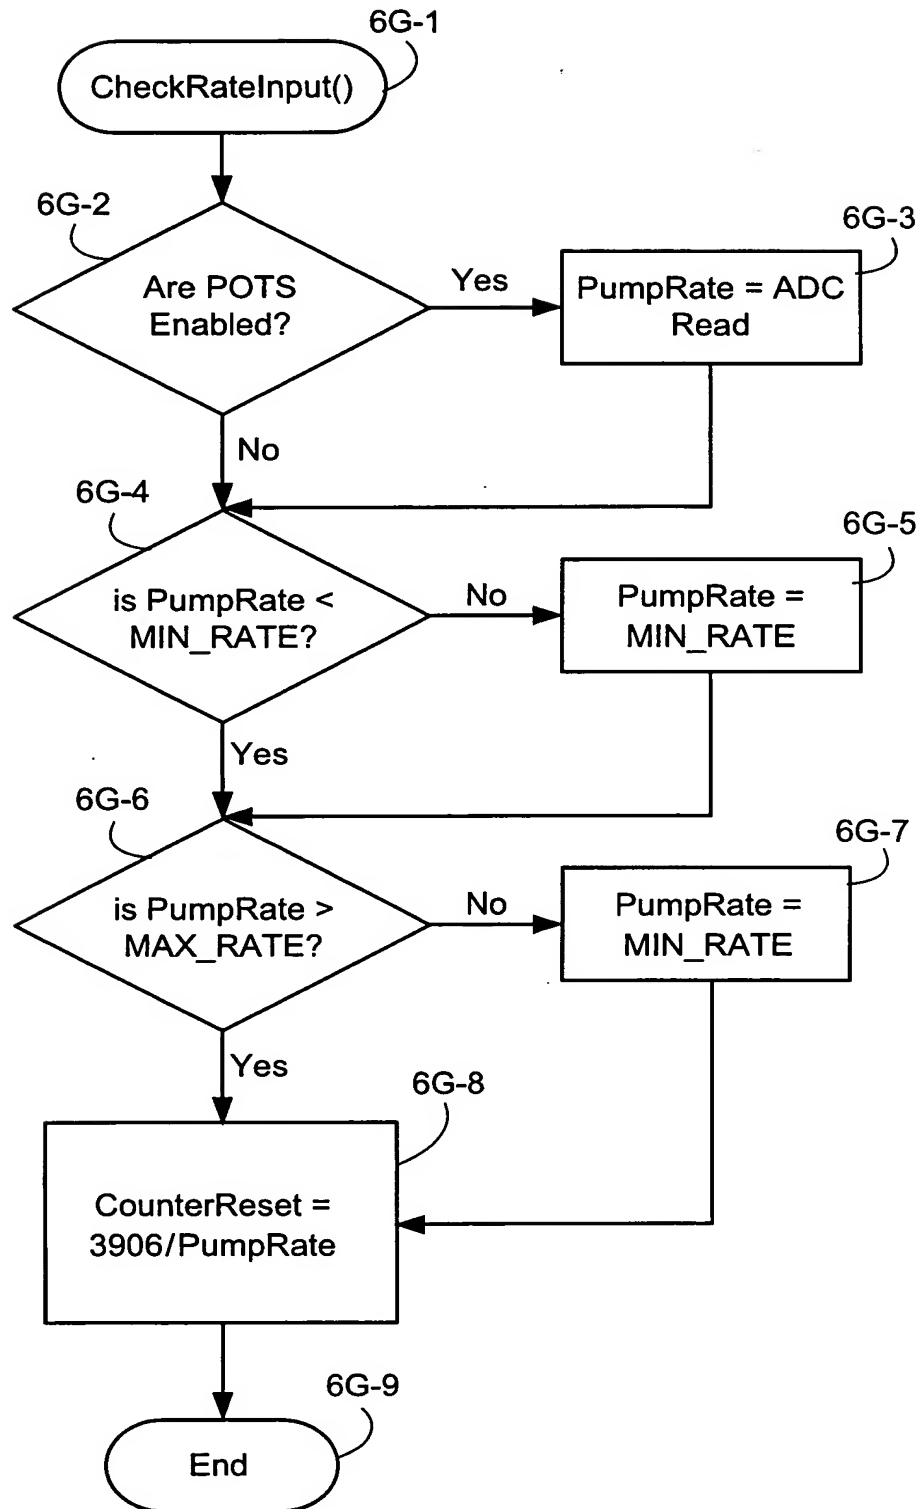 6G-1
CheckRateInput()
6G-2
Are POTS
Enabled?
Yes
6G-3
PumpRate = ADC
Read
No
6G-4
is PumpRate <
MIN_RATE?
No
6G-5
PumpRate =
MIN_RATE
Yes
6G-6
is PumpRate >
MAX_RATE?
No
6G-7
PumpRate =
MIN_RATE
Yes
6G-8
CounterReset =
3906/PumpRate
6G-9
End